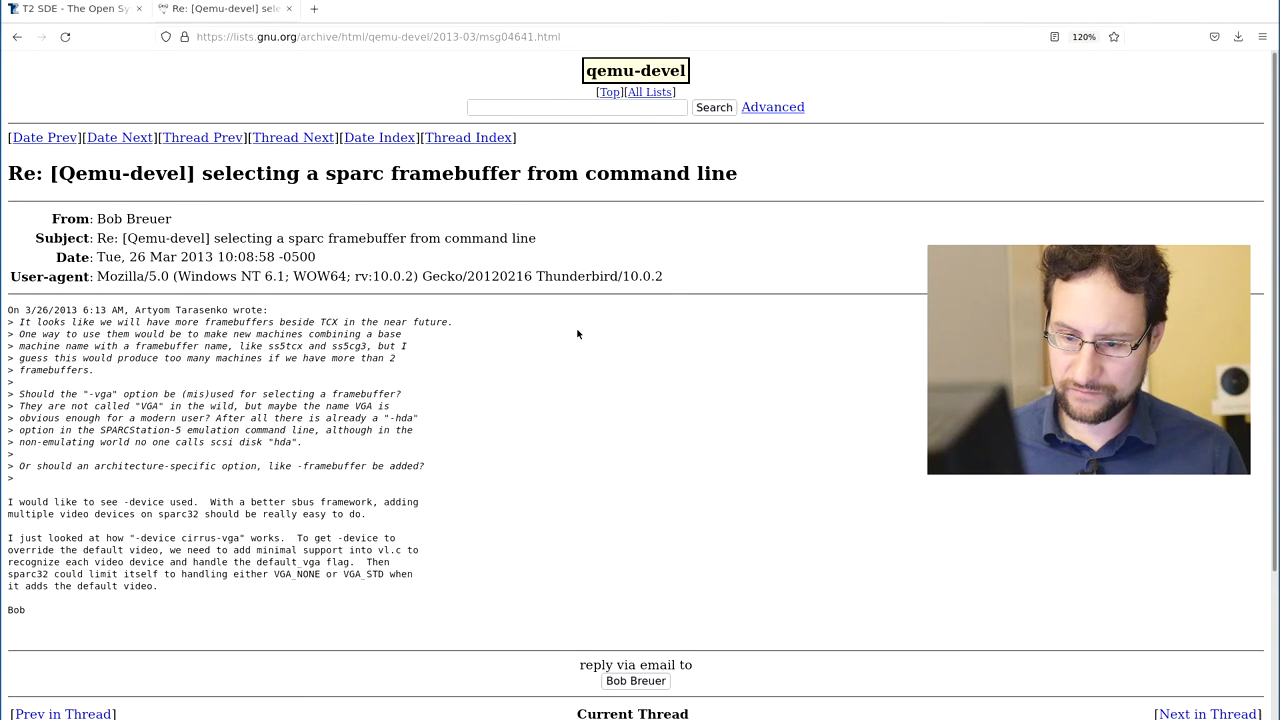 T2 SDE - The Open Sy
Re: [Qemu-devel] sele
https://lists.gnu.org/archive/html/qemu-devel/2013-03/msg04641.html
120%
qemu-devel
[Top][All Lists]
Search
Advanced
[Date Prev][Date Next][Thread Prev][Thread Next][Date Index][Thread Index]
Re: [Qemu-devel] selecting a sparc framebuffer from command line
From: Bob Breuer
Subject: Re: [Qemu-devel] selecting a sparc framebuffer from command line
Date: Tue, 26 Mar 2013 10:08:58 -0500
User-agent: Mozilla/5.0 (Windows NT 6.1; WOW64; rv:10.0.2) Gecko/20120216 Thunderbird/10.0.2
On 3/26/2013 6:13 AM, Artyom Tarasenko wrote:
> It looks like we will have more framebuffers beside TCX in the near future.
> One way to use them would be to make new machines combining a base
> machine name with a framebuffer name, like ss5tcx and ss5cg3, but I
> guess this would produce too many machines if we have more than 2
> framebuffers.
>
> Should the "-vga" option be (mis)used for selecting a framebuffer?
> They are not called "VGA" in the wild, but maybe the name VGA is
> obvious enough for a modern user? After all there is already a "-hda"
> option in the SPARCStation-5 emulation command line, although in the
> non-emulating world no one calls scsi disk "hda".
>
> Or should an architecture-specific option, like -framebuffer be added?
>
I would like to see -device used.  With a better sbus framework, adding
multiple video devices on sparc32 should be really easy to do.
I just looked at how "-device cirrus-vga" works.  To get -device to
override the default video, we need to add minimal support into vl.c to
recognize each video device and handle the default_vga flag.  Then
sparc32 could limit itself to handling either VGA_NONE or VGA_STD when
it adds the default video.
Bob
reply via email to
Bob Breuer
[Prev in Thread]
Current Thread
[Next in Thread]